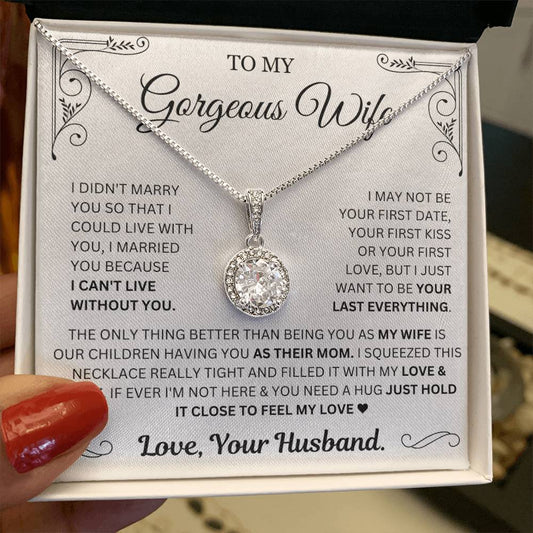 TO MY
Gorgeous Wife
I DIDN'T MARRY
YOU SO THAT I
COULD LIVE WITH
YOU, I MARRIED
YOU BECAUSE
I CAN'T LIVE
WITHOUT YOU.
I MAY NOT BE
YOUR FIRST DATE,
YOUR FIRST KISS
OR YOUR FIRST
LOVE, BUT I JUST
WANT TO BE YOUR
LAST EVERYTHING.
THE ONLY THING BETTER THAN BEING YOU AS MY WIFE IS
OUR CHILDREN HAVING YOU AS THEIR MOM. I SQUEEZED THIS
NECKLACE REALLY TIGHT AND FILLED IT WITH MY LOVE &
IF EVER I'M NOT HERE & YOU NEED A HUG JUST HOLD
IT CLOSE TO FEEL MY LOVE ♥
Love, Your Husband.